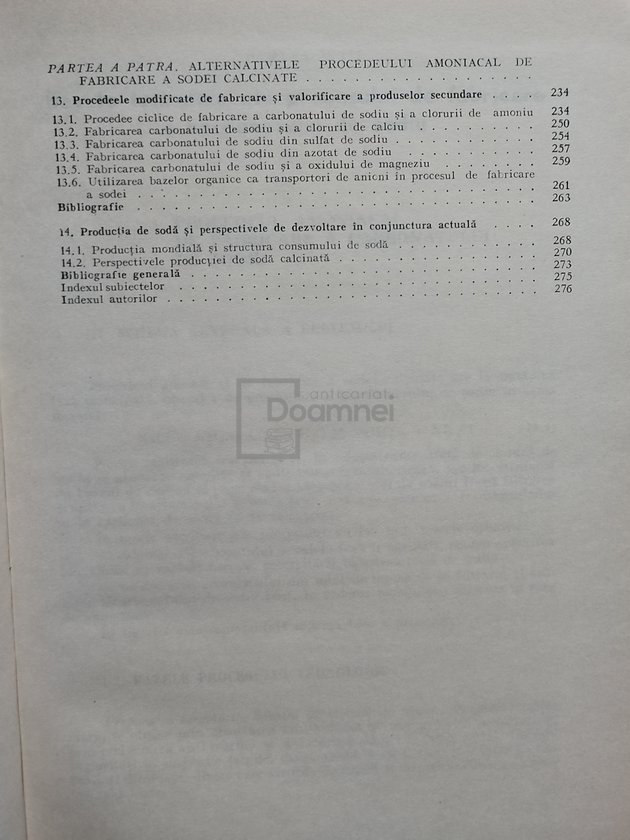 PARTEA A PATRA. ALTERNATIVELE PROCEDEULUI AMONIACAL DE
FABRICARE A SODEI CALCINATE . . . . . . . . . . . . . . . . . .
13. Procedeele modificate de fabricare și valorificare a produselor secundare . . . . 234
13.1. Procedee ciclice de fabricare a carbonatului de sodiu și a clorurii de amoniu 234
13.2. Fabricarea carbonatului de sodiu și a clorurii de calciu . . . . . . . . . 250
13.3. Fabricarea carbonatului de sodiu din sulfat de sodiu . . . . . . . . . . 254
13.4. Fabricarea carbonatului de sodiu din azotat de sodiu . . . . . . . . . . 257
13.5. Fabricarea carbonatului de sodiu și a oxidului de magneziu . . . . . . . 259
13.6. Utilizarea bazelor organice ca transportori de anioni în procesul de fabricare
a sodei . . . . . . . . . . . . . . . . . . . . . . . . . . . . . . 261
Bibliografie . . . . . . . . . . . . . . . . . . . . . . . . . . . . . . 263
14. Producția de sodă și perspectivele de dezvoltare în conjunctura actuală . . . . 268
14.1. Producția mondială și structura consumului de sodă . . . . . . . . . . 268
14.2. Perspectivele producției de sodă calcinată . . . . . . . . . . . . . . . 270
Bibliografie generală . . . . . . . . . . . . . . . . . . . . . . . . . . 273
Indexul subiectelor . . . . . . . . . . . . . . . . . . . . . . . . . . . 275
Indexul autorilor . . . . . . . . . . . . . . . . . . . . . . . . . . . . 276
anticariat
Doamnei